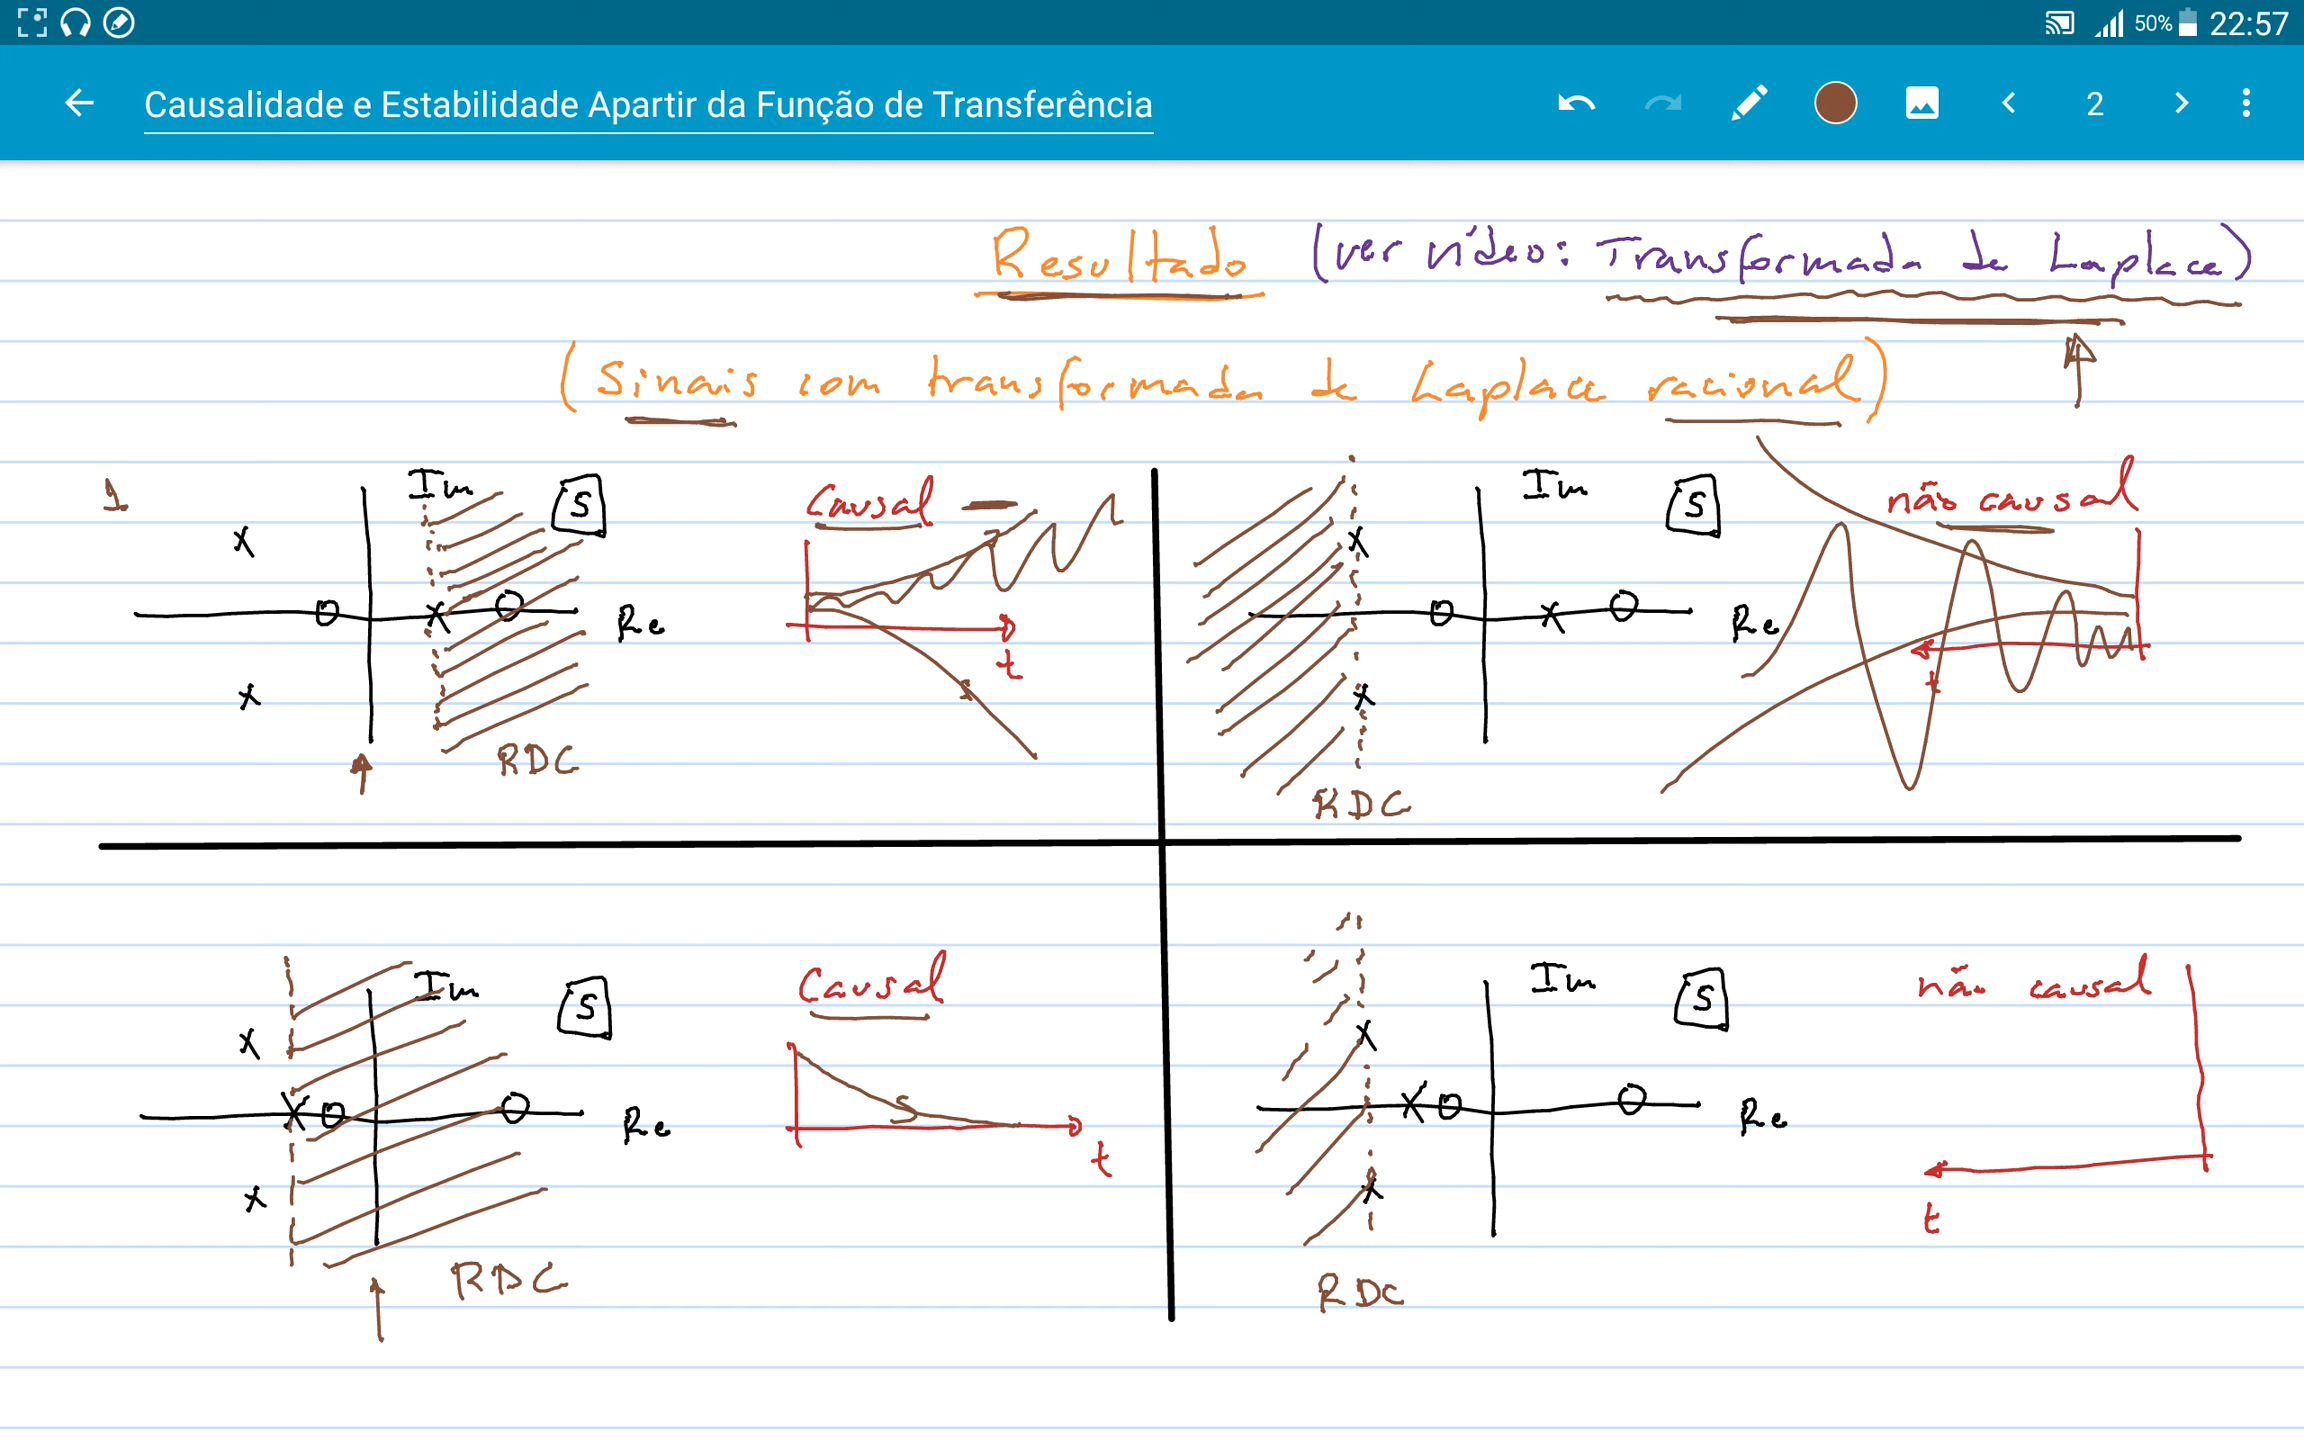 50% 22:57
Causalidade e Estabilidade Apartir da Função de Transferência 2
Resultado (ver vídeo: Transformada de Laplace)
(Sinais com transformada de Laplace racional)
1
Im S Causal
Re
t
RDC
Im S não causal
Re
t
RDC
Im S Causal
Re
t
RDC
Im S não causal
Re
t
RDC